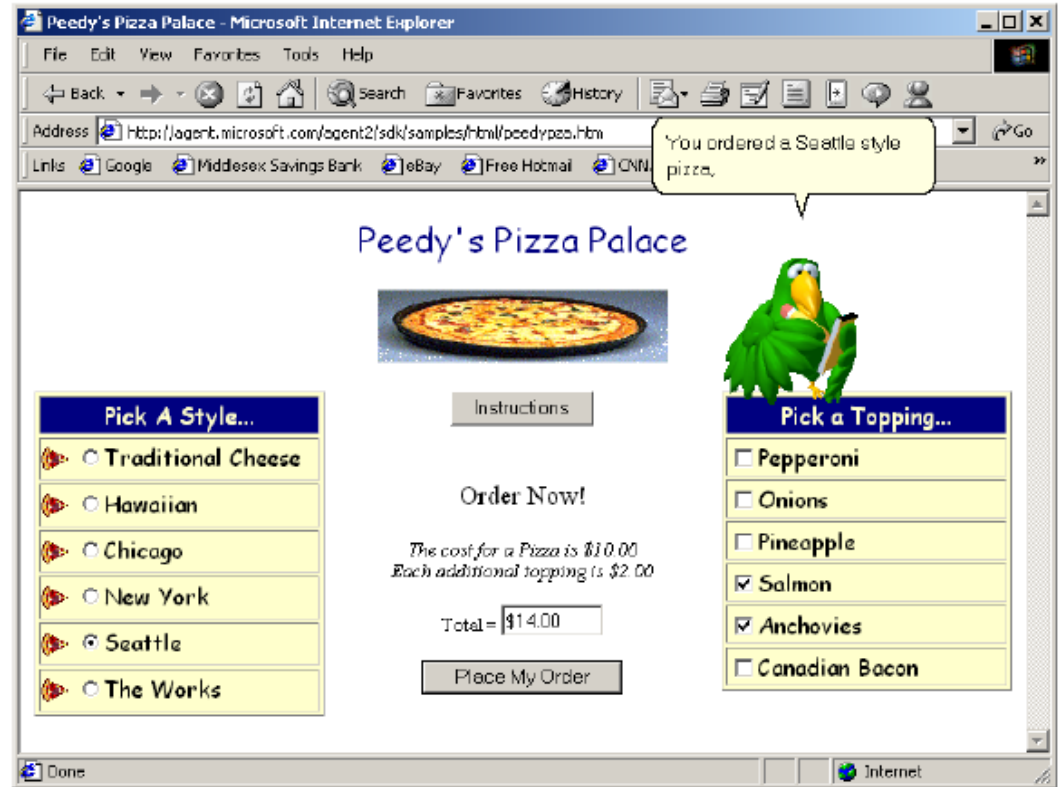 Peedy's Pizza Palace - Microsoft Internet Explorer
File Edit View Favorites Tools Help
Back Search Favorites History
Address http://agent.microsoft.com/agent2/sdk/samples/html/peedypza.htm Go
Links Google Middlesex Savings Bank eBay Free Hotmail CNN.
You ordered a Seattle style
pizza,
Peedy's Pizza Palace
Instructions
Pick A Style...
Traditional Cheese
Hawaiian
Chicago
New York
Seattle
The Works
Order Now!
The cost for a Pizza is $10.00
Each additional topping is $2.00
Total = $14.00
Place My Order
Pick a Topping...
Pepperoni
Onions
Pineapple
Salmon
Anchovies
Canadian Bacon
Done Internet